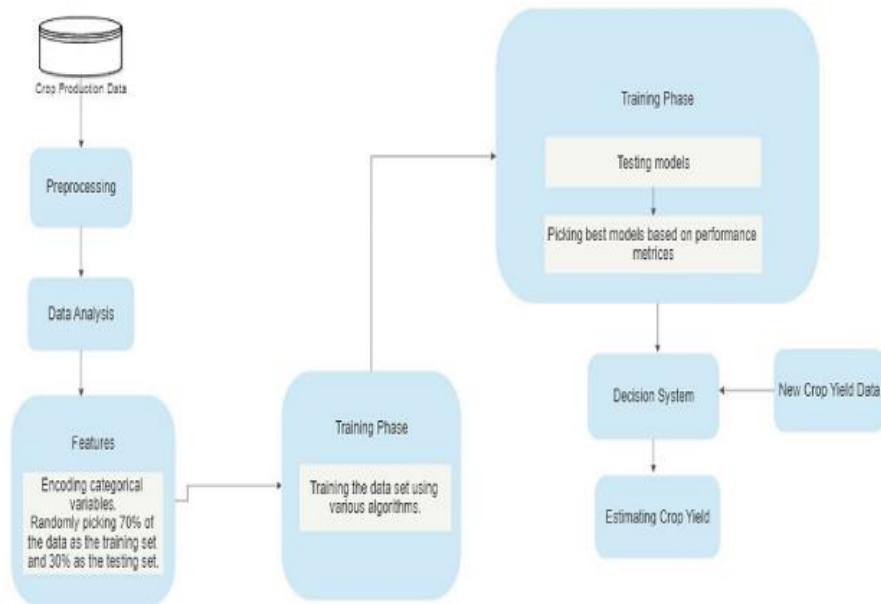 Crop Production Data
Preprocessing
Data Analysis
Features
Encoding categorical
variables.
Randomly picking 70% of
the data as the training set
and 30% as the testing set.
Training Phase
Training the data set using
various algorithms.
Training Phase
Testing models
Picking best models based on performance
metrices
Decision System
New Crop Yield Data
Estimating Crop Yield